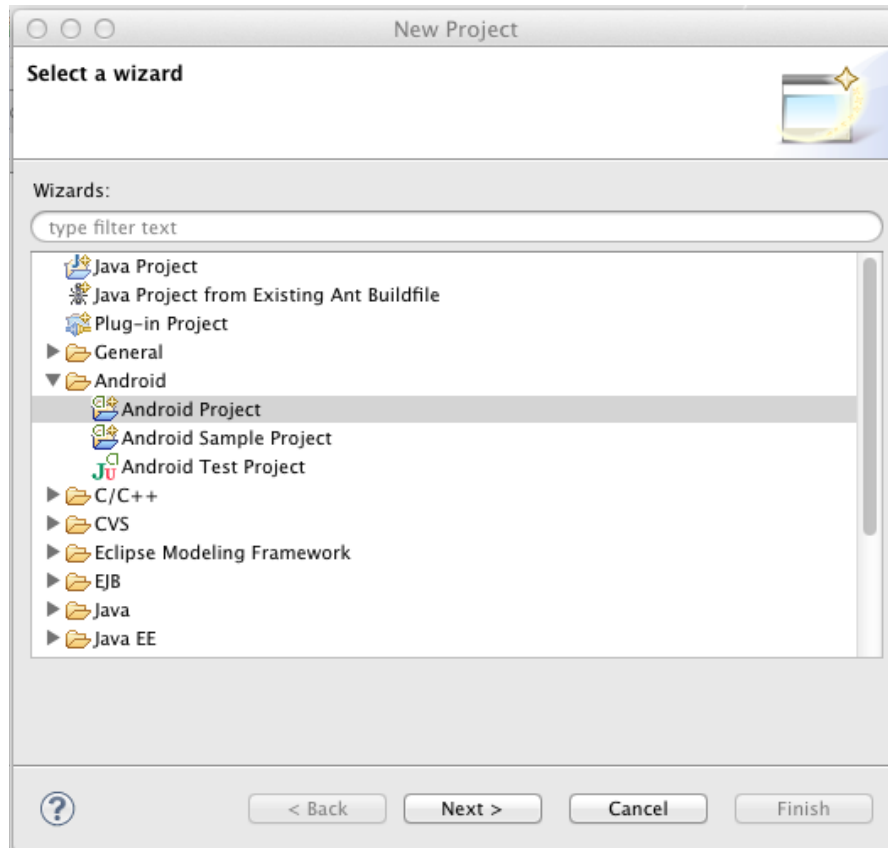 New Project
Select a wizard
Wizards:
type filter text
Java Project
Java Project from Existing Ant Buildfile
Plug-in Project
General
Android
Android Project
Android Sample Project
Android Test Project
C/C++
CVS
Eclipse Modeling Framework
EJB
Java
Java EE
? < Back Next > Cancel Finish